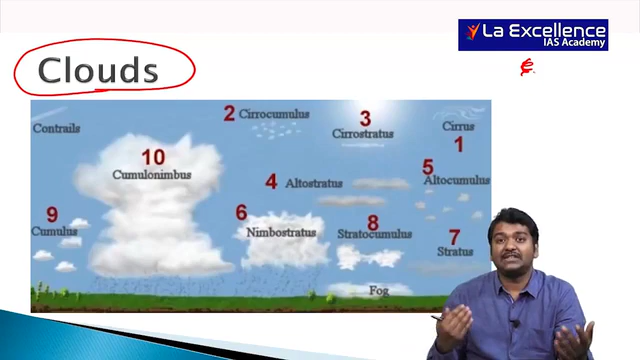 La Excellence
IAS Academy
Clouds
2 Cirrocumulus
3
Cirrostratus
Cirrus
1
Contrails
10
Cumulonimbus
4 Altostratus
5
Altocumulus
9
Cumulus
6
Nimbostratus
8
Stratocumulus
7
Stratus
Fog